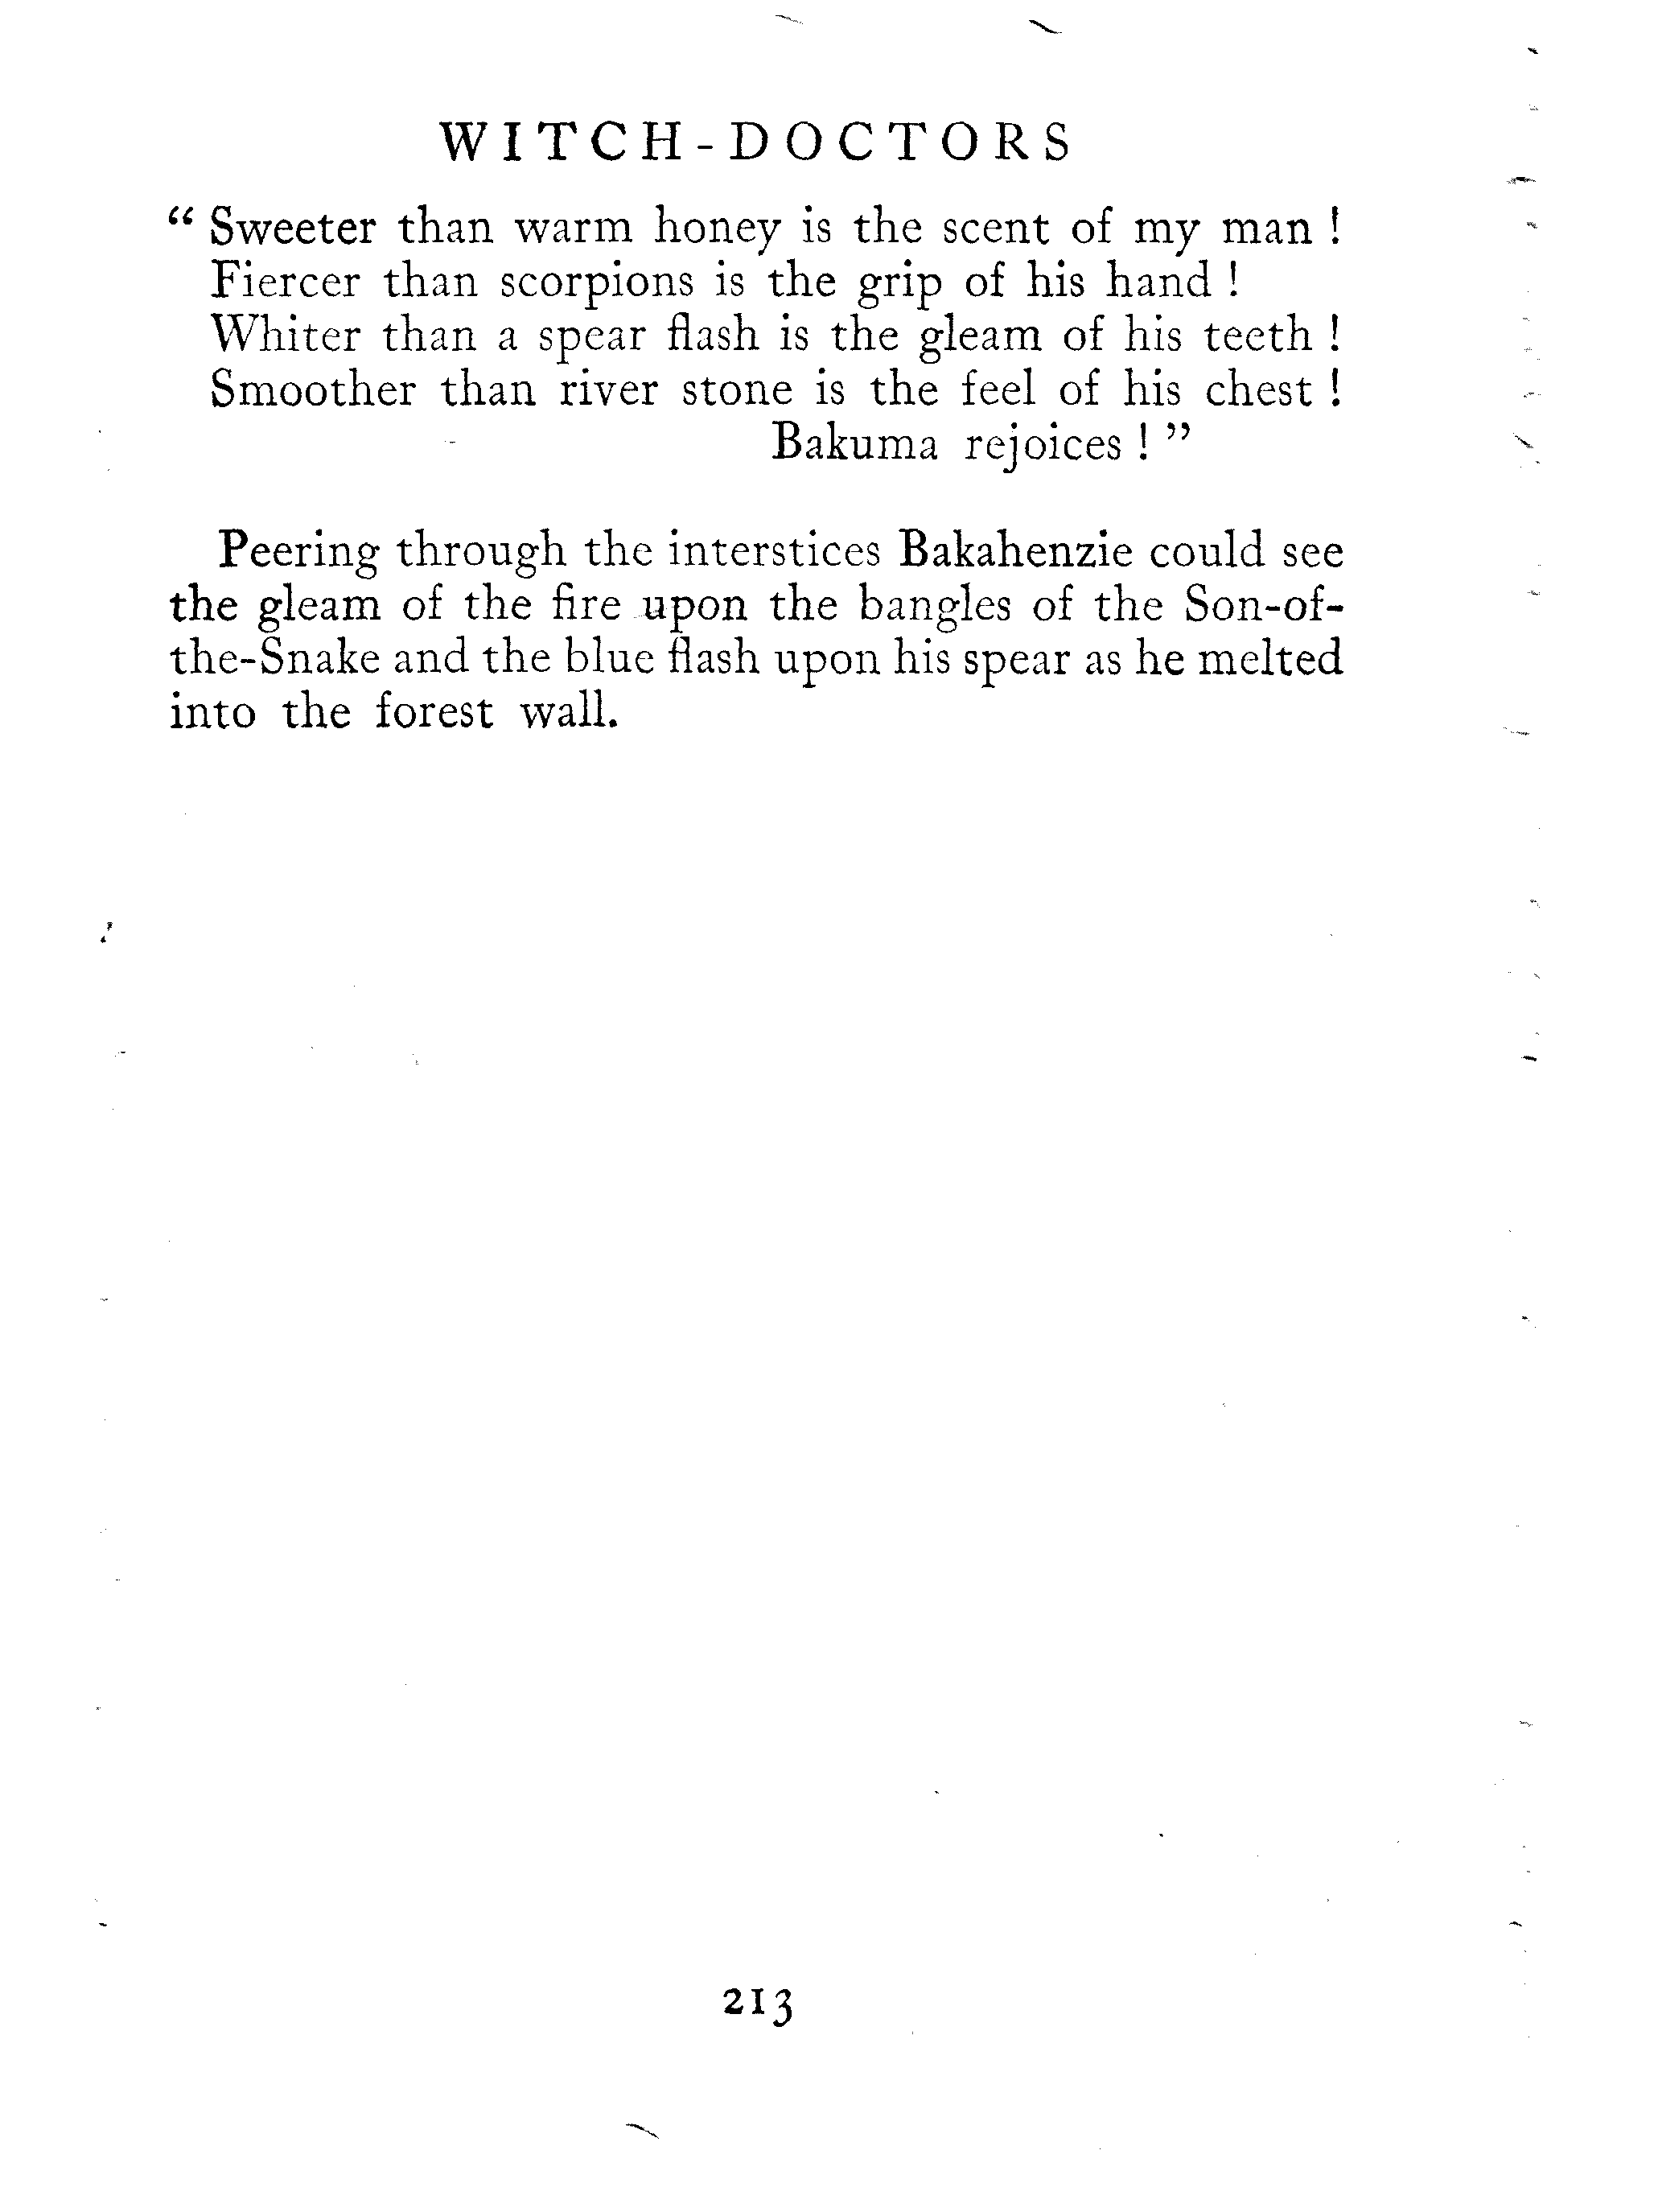 WITCH-DOCTORS
“ Sweeter than warm honey is the scent of my man !
Fiercer than scorpions is the grip of his hand !
Whiter than a spear flash is the gleam of his teeth !
Smoother than river stone is the feel of his chest !
Bakuma rejoices ! ”
Peering through the interstices Bakahenzie could see
the gleam of the fire upon the bangles of the Son-of-
the-Snake and the blue flash upon his spear as he melted
into the forest wall.
213